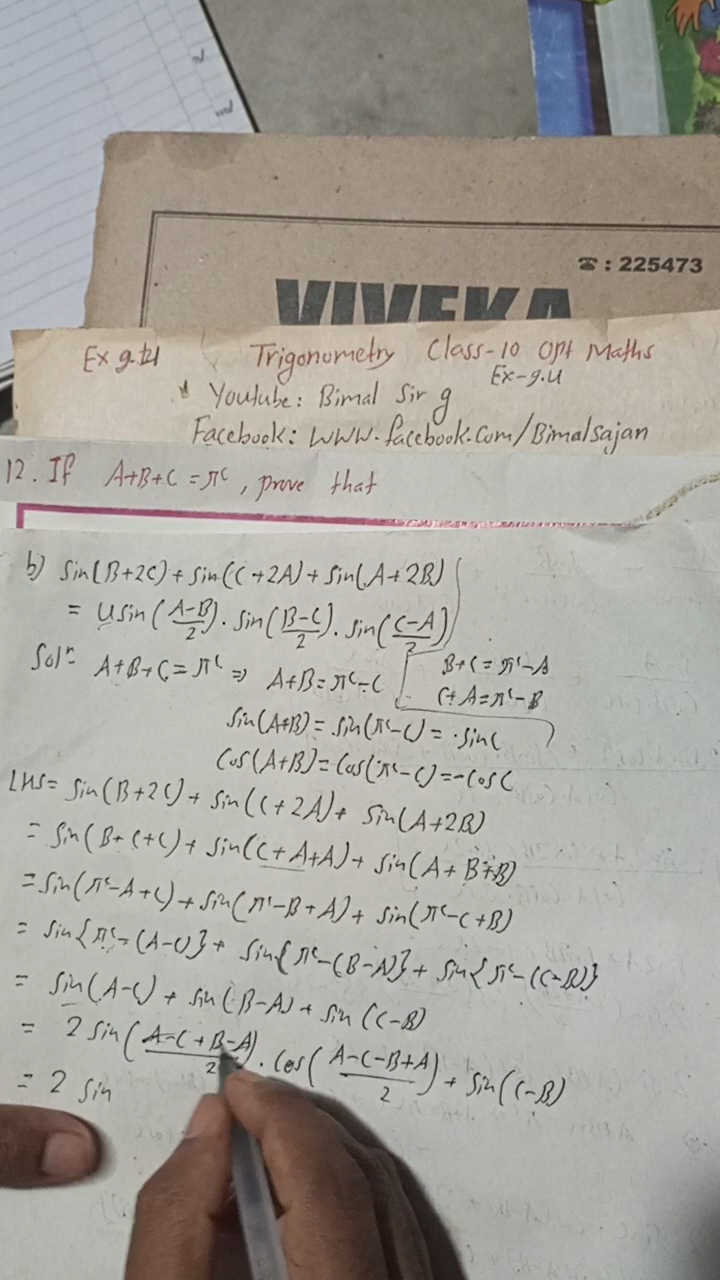 ☎ : 225473
VIVEKA
Ex 9.4 Trigonometry Class-10 Opt Maths
Ex-9.4
Youtube: Bimal Sir g
Facebook: WWW.facebook.com/Bimalsajan
12. If A+B+C = π^c, prove that
b) sin(B+2C) + sin(C+2A) + sin(A+2B)
= 4sin((A-B)/2) . sin((B-C)/2) . sin((C-A)/2)
Solⁿ: A+B+C = π^c ⇒ A+B = π^c-C
B+C = π^c-A
C+A = π^c-B
sin(A+B) = sin(π^c-C) = sinC
Cos(A+B) = Cos(π^c-C) = -Cos C
LHS = sin(B+2C) + sin(C+2A) + sin(A+2B)
= sin(B+C+C) + sin(C+A+A) + sin(A+B+B)
= sin(π^c-A+C) + sin(π^c-B+A) + sin(π^c-C+B)
= sin{π^c-(A-C)} + sin{π^c-(B-A)} + sin{π^c-(C-B)}
= sin(A-C) + sin(B-A) + sin(C-B)
= 2 sin((A-C+B-A)/2) . Cos((A-C-B+A)/2) + sin(C-B)
= 2 sin